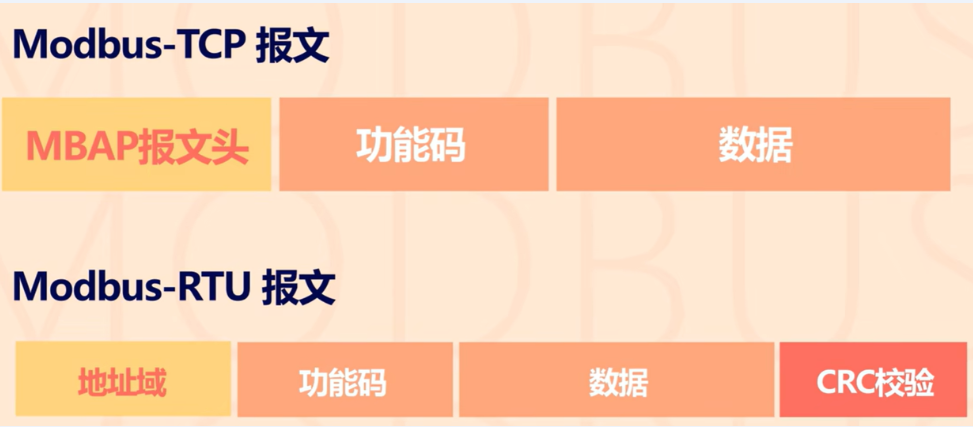 Modbus-TCP 报文
MBAP报文头 功能码 数据
Modbus-RTU 报文
地址域 功能码 数据 CRC校验